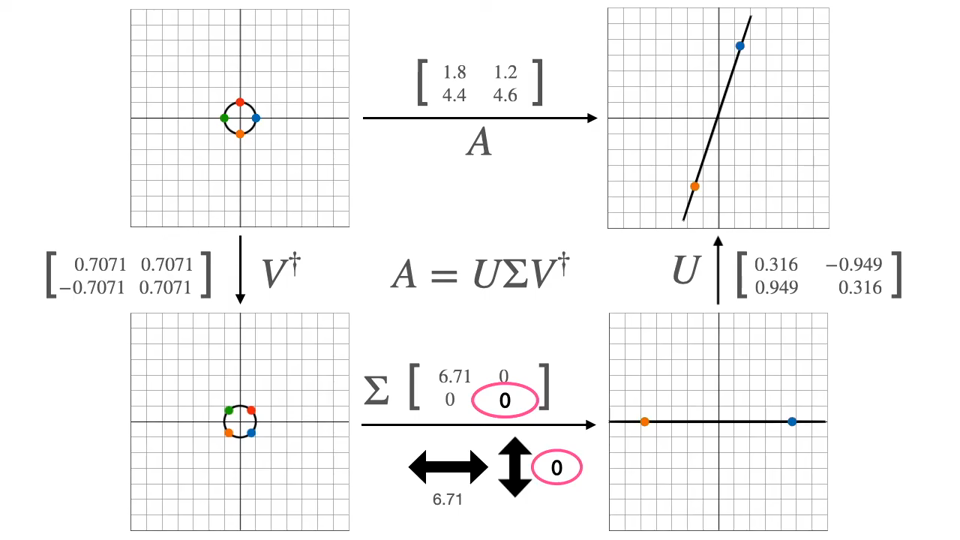 [ 1.8 1.2 ]
[ 4.4 4.6 ]
A
[ 0.7071 0.7071 ]
[ −0.7071 0.7071 ]
V†
A = UΣV†
U
[ 0.316 −0.949 ]
[ 0.949 0.316 ]
Σ
[ 6.71 0 ]
[ 0 0 ]
0
6.71